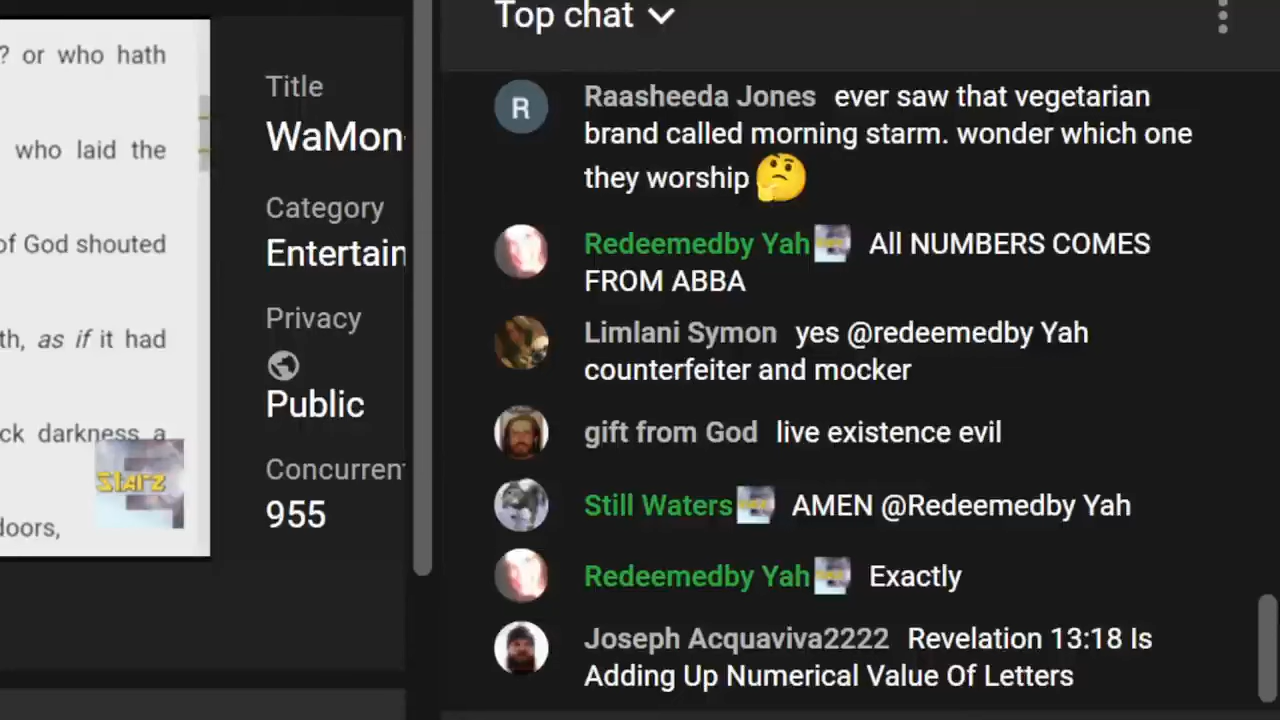 ? or who hath
who laid the
of God shouted
th, as if it had
ck darkness a
doors,
Starz
Title
WaMon
Category
Entertain
Privacy
Public
Concurren
955
Top chat
R
Raasheeda Jones ever saw that vegetarian
brand called morning starm. wonder which one
they worship 🤔
Redeemedby Yah All NUMBERS COMES
FROM ABBA
Limlani Symon yes @redeemedby Yah
counterfeiter and mocker
gift from God live existence evil
Still Waters AMEN @Redeemedby Yah
Redeemedby Yah Exactly
Joseph Acquaviva2222 Revelation 13:18 Is
Adding Up Numerical Value Of Letters